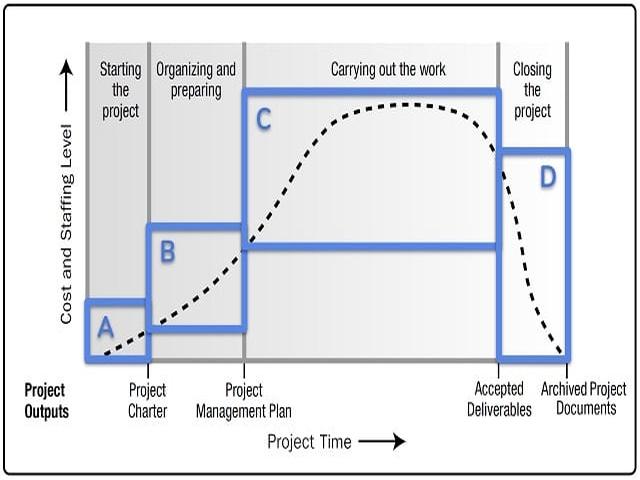 Starting
the
project
Organizing and
preparing
Carrying out the work
Closing
the
project
Cost and Staffing Level
A
B
C
D
Project
Outputs
Project
Charter
Project
Management Plan
Accepted
Deliverables
Archived Project
Documents
Project Time